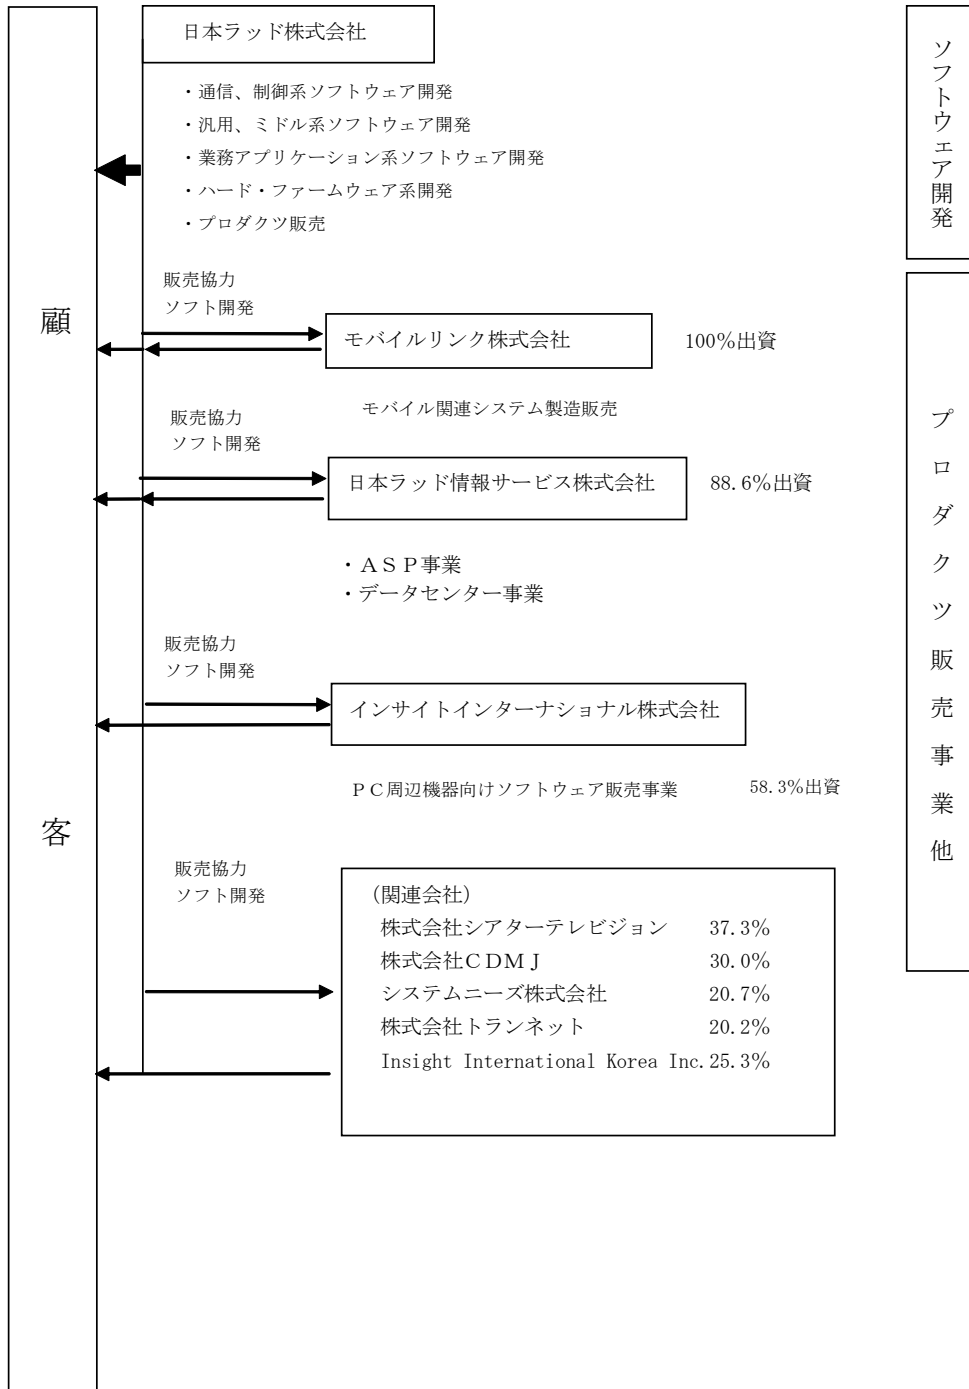 日本ラッド株式会社
・通信、制御系ソフトウェア開発
・汎用、ミドル系ソフトウェア開発
・業務アプリケーション系ソフトウェア開発
・ハード・ファームウェア系開発
・プロダクツ販売
販売協力
ソフト開発
モバイルリンク株式会社
100％出資
モバイル関連システム製造販売
販売協力
ソフト開発
日本ラッド情報サービス株式会社
88.6％出資
・ＡＳＰ事業
・データセンター事業
販売協力
ソフト開発
インサイトインターナショナル株式会社
ＰＣ周辺機器向けソフトウェア販売事業
58.3％出資
販売協力
ソフト開発
（関連会社）
株式会社シアターテレビジョン 37.3％
株式会社ＣＤＭＪ 30.0％
システムニーズ株式会社 20.7％
株式会社トランネット 20.2％
Insight International Korea Inc. 25.3％
顧客
ソフトウェア開発
プロダクツ販売事業他